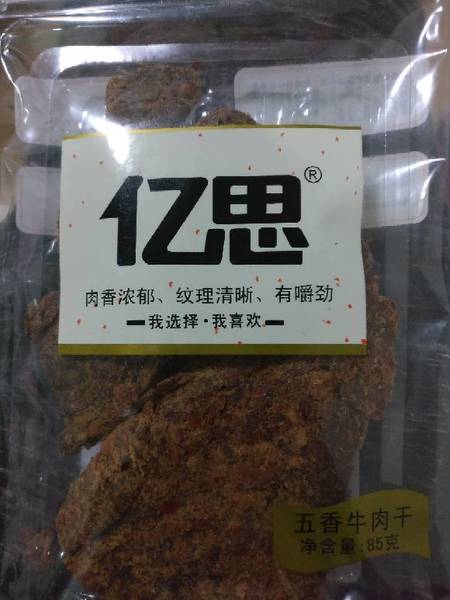 亿思®
肉香浓郁、纹理清晰、有嚼劲
我选择·我喜欢
五香牛肉干
净含量:85克